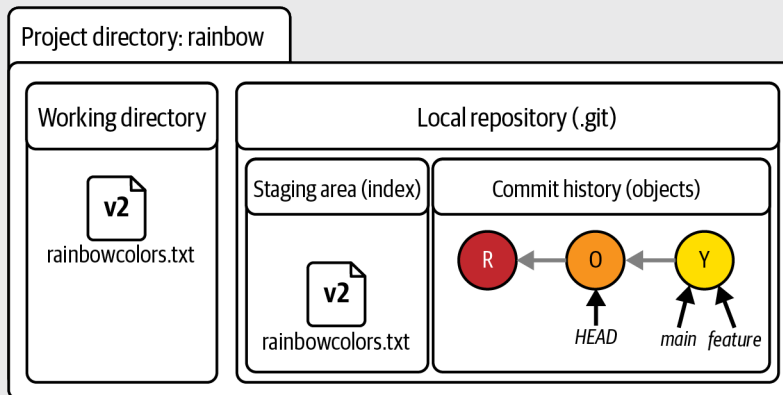 Project directory: rainbow
Working directory
Local repository (.git)
Staging area (index)
Commit history (objects)
v2
rainbowcolors.txt
v2
rainbowcolors.txt
R
O
Y
HEAD
main
feature